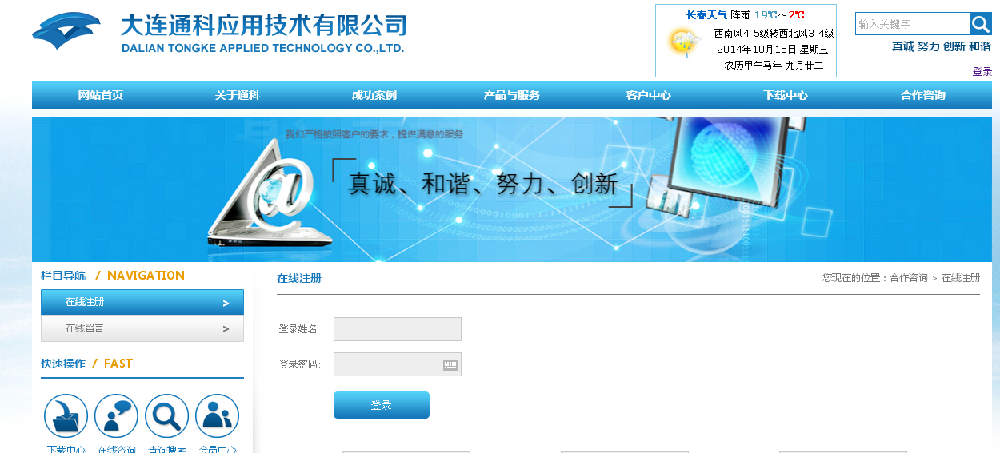 大连通科应用技术有限公司
DALIAN TONGKE APPLIED TECHNOLOGY CO.,LTD.
长春天气 阵雨 19℃～2℃
西南风4-5级转西北风3-4级
2014年10月15日 星期三
农历甲午马年 九月廿二
输入关键字
真诚 努力 创新 和谐
登录
网站首页 关于通科 成功案例 产品与服务 客户中心 下载中心 合作咨询
我们严格按照客户的要求，提供满意的服务
真诚、和谐、努力、创新
栏目导航 / NAVIGATION
在线注册 >
在线留言 >
快速操作 / FAST
下载中心 在线咨询 查询搜索 会员中心
在线注册
您现在的位置：合作咨询 > 在线注册
登录姓名:
登录密码:
登录